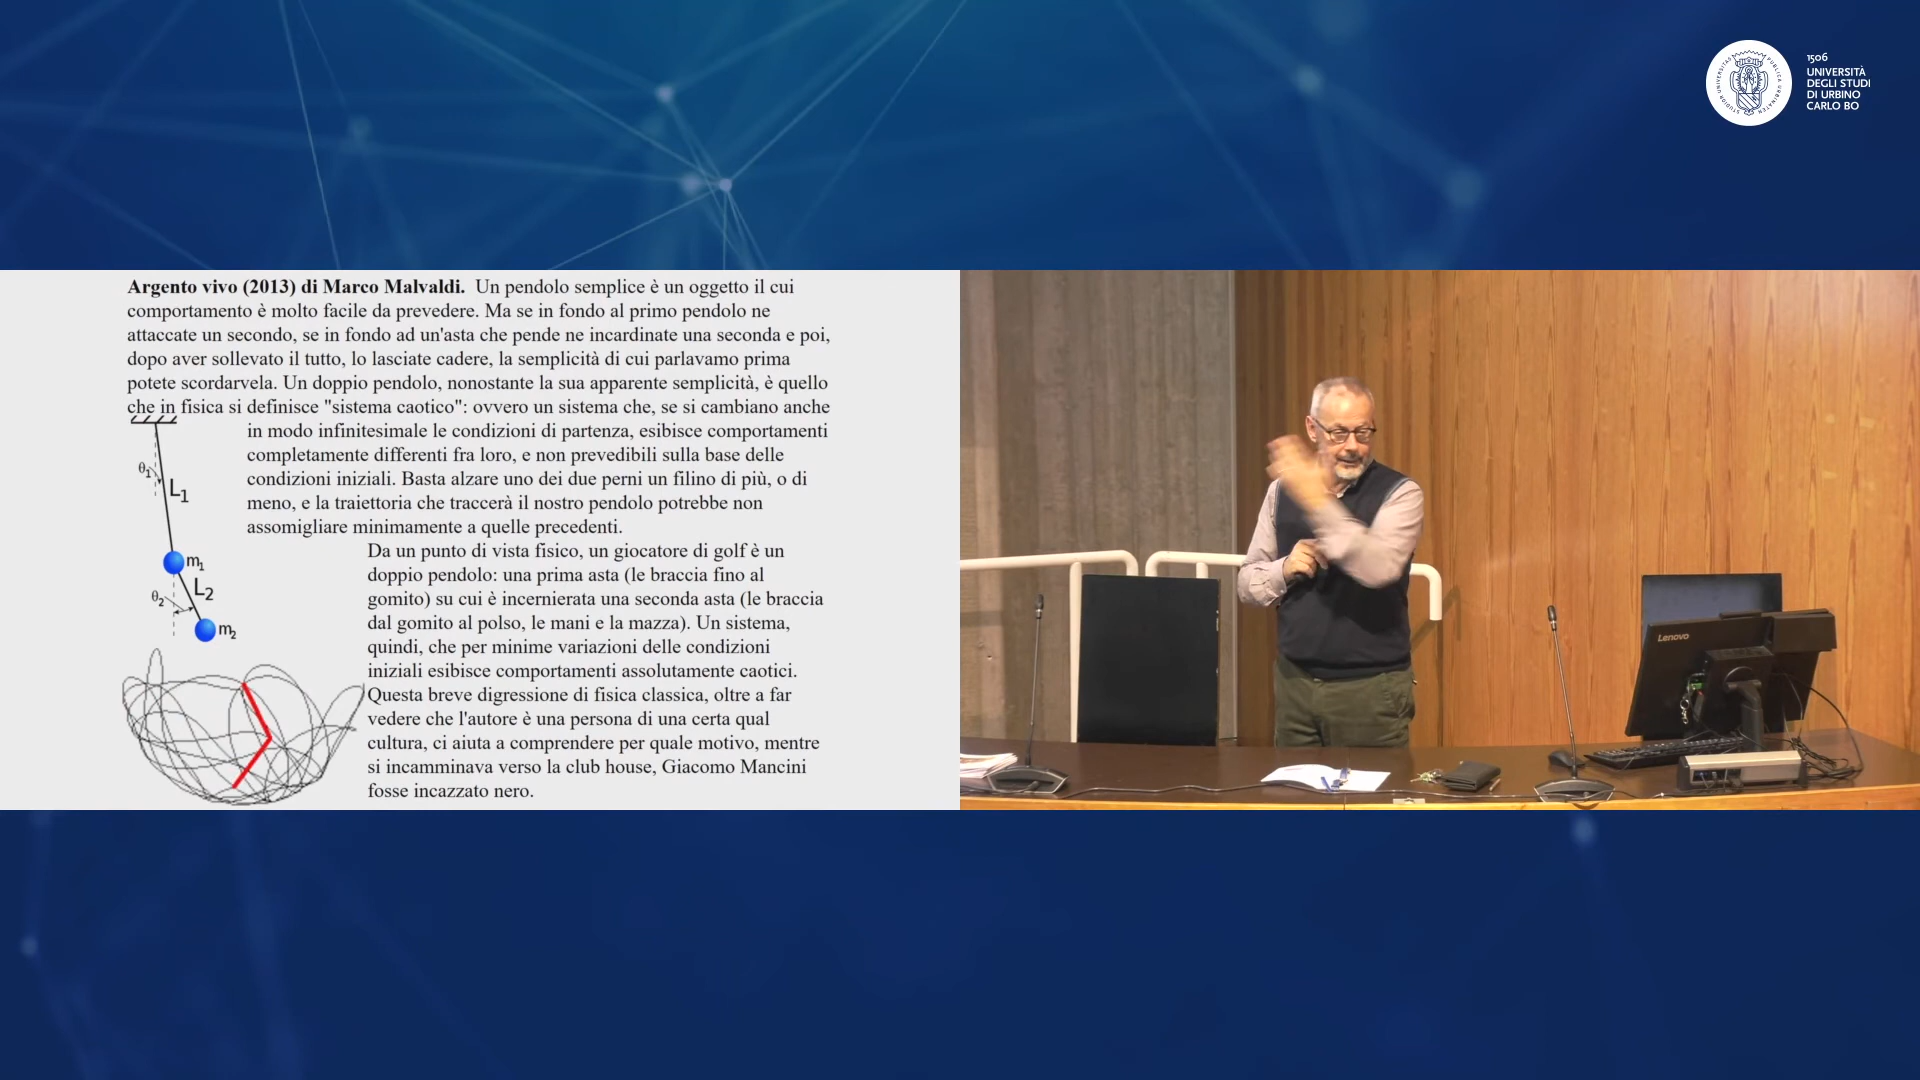 1506
UNIVERSITÀ
DEGLI STUDI
DI URBINO
CARLO BO
Argento vivo (2013) di Marco Malvaldi. Un pendolo semplice è un oggetto il cui
comportamento è molto facile da prevedere. Ma se in fondo al primo pendolo ne
attaccate un secondo, se in fondo ad un'asta che pende ne incardinate una seconda e poi,
dopo aver sollevato il tutto, lo lasciate cadere, la semplicità di cui parlavamo prima
potete scordarvela. Un doppio pendolo, nonostante la sua apparente semplicità, è quello
che in fisica si definisce "sistema caotico": ovvero un sistema che, se si cambiano anche
in modo infinitesimale le condizioni di partenza, esibisce comportamenti
completamente differenti fra loro, e non prevedibili sulla base delle
condizioni iniziali. Basta alzare uno dei due perni un filino di più, o di
meno, e la traiettoria che traccerà il nostro pendolo potrebbe non
assomigliare minimamente a quelle precedenti.
Da un punto di vista fisico, un giocatore di golf è un
doppio pendolo: una prima asta (le braccia fino al
gomito) su cui è incernierata una seconda asta (le braccia
dal gomito al polso, le mani e la mazza). Un sistema,
quindi, che per minime variazioni delle condizioni
iniziali esibisce comportamenti assolutamente caotici.
Questa breve digressione di fisica classica, oltre a far
vedere che l'autore è una persona di una certa qual
cultura, ci aiuta a comprendere per quale motivo, mentre
si incamminava verso la club house, Giacomo Mancini
fosse incazzato nero.
θ1
L1
m1
L2
θ2
m2
Lenovo